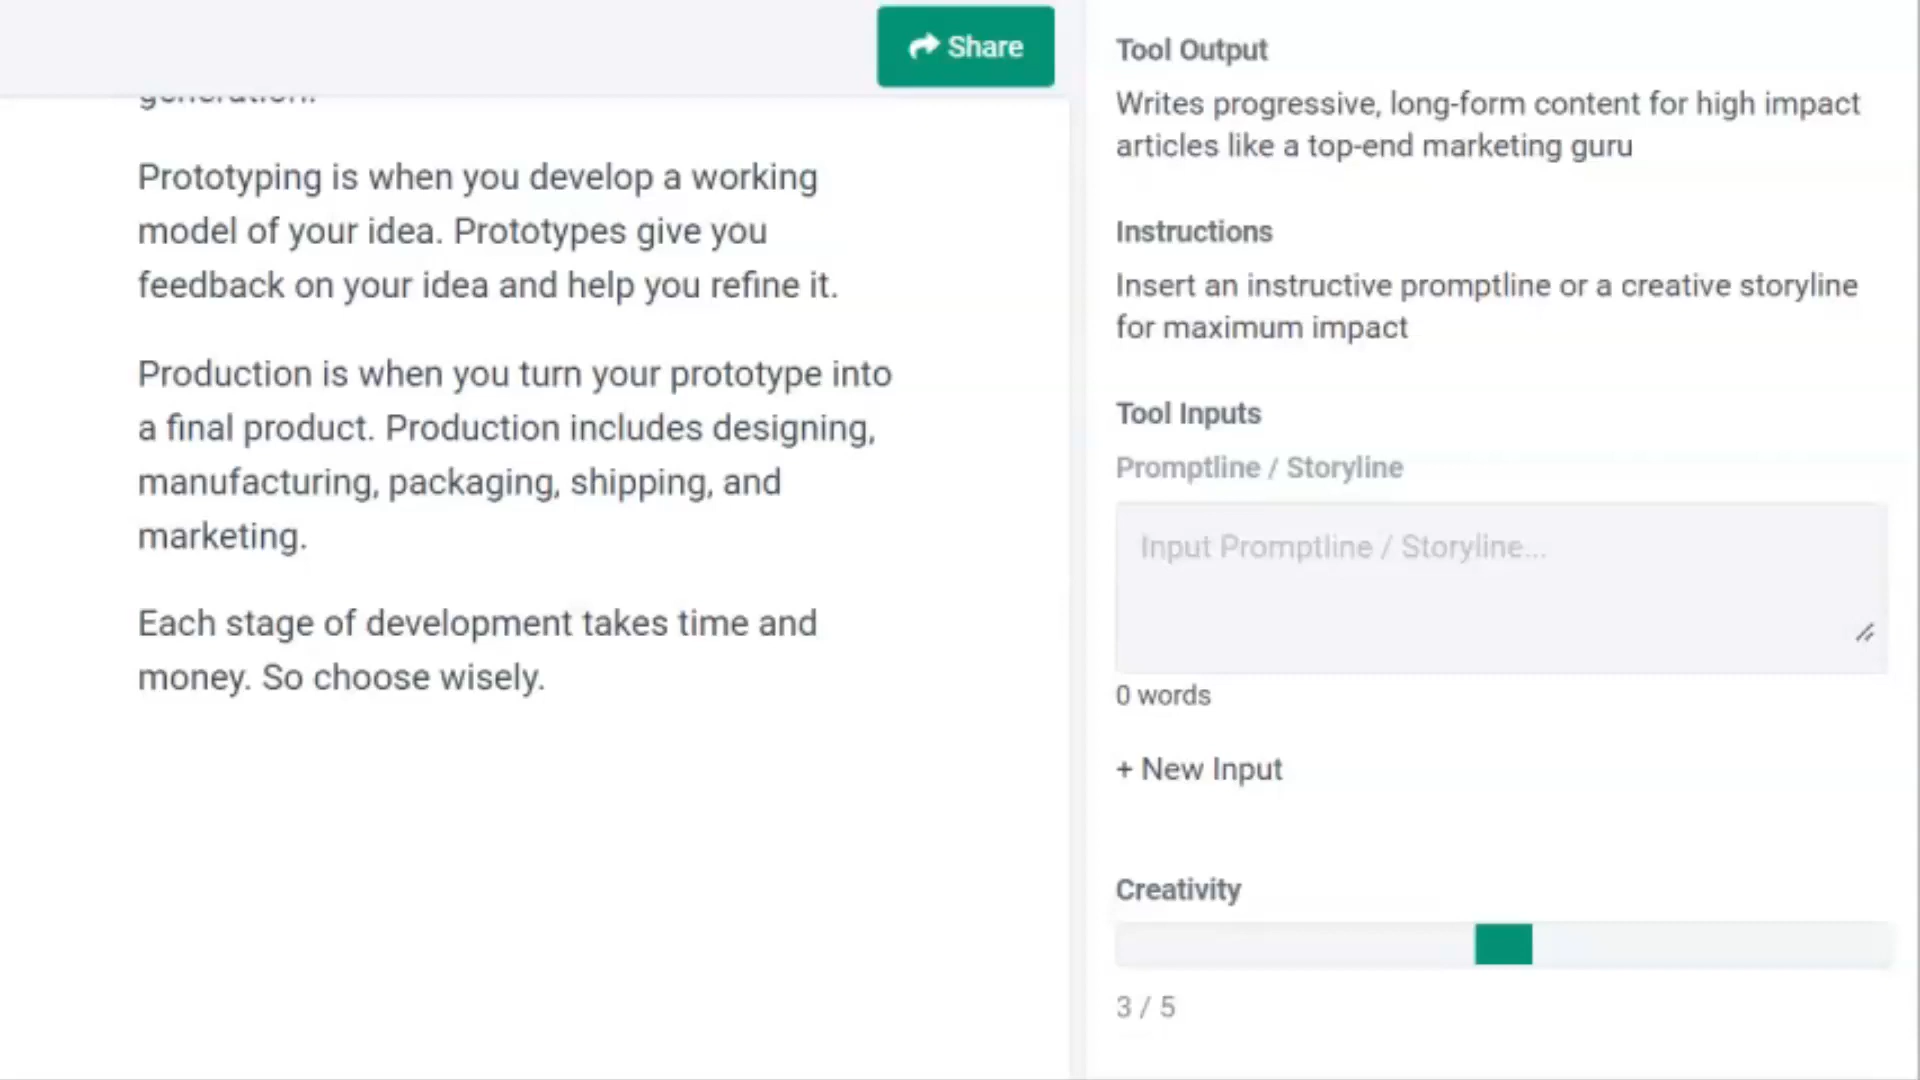 Share
generation.
Prototyping is when you develop a working
model of your idea. Prototypes give you
feedback on your idea and help you refine it.
Production is when you turn your prototype into
a final product. Production includes designing,
manufacturing, packaging, shipping, and
marketing.
Each stage of development takes time and
money. So choose wisely.
Tool Output
Writes progressive, long-form content for high impact
articles like a top-end marketing guru
Instructions
Insert an instructive promptline or a creative storyline
for maximum impact
Tool Inputs
Promptline / Storyline
Input Promptline / Storyline...
0 words
+ New Input
Creativity
3 / 5